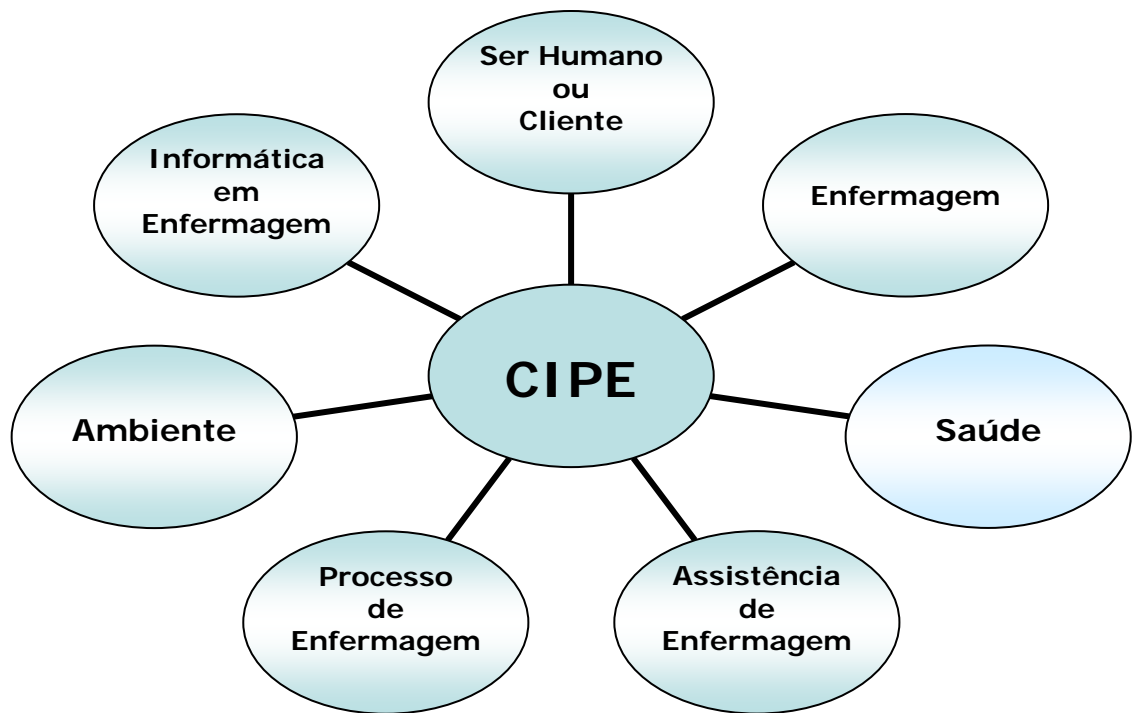 Ser Humano
ou
Cliente
Informática
em
Enfermagem
Enfermagem
CIPE
Ambiente
Saúde
Processo
de
Enfermagem
Assistência
de
Enfermagem